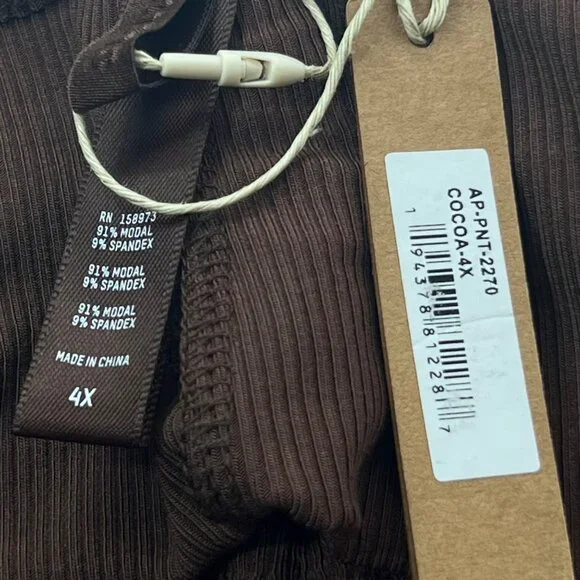 RN 158973
91% MODAL
9% SPANDEX
91% MODAL
9% SPANDEX
91% MODAL
9% SPANDEX
MADE IN CHINA
4X
AP-PNT-2270
COCOA-4X
1 94378 81228 7